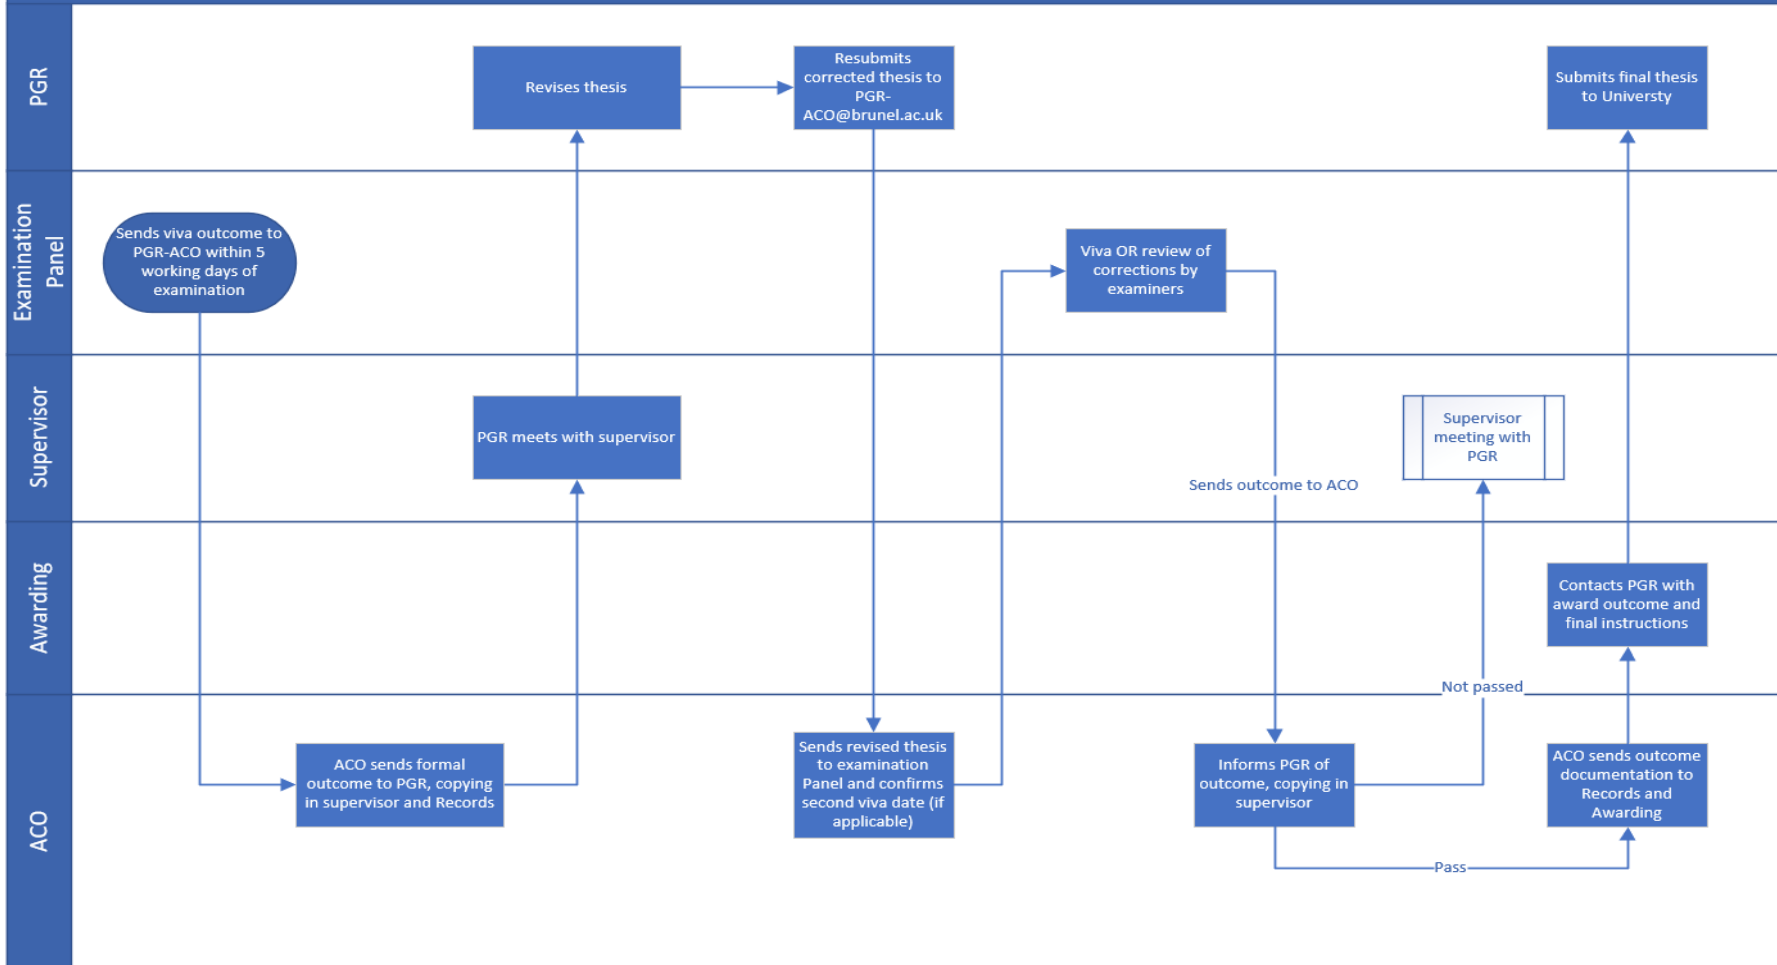 PGR
Revises thesis
Resubmits
corrected thesis to
PGR-
ACO@brunel.ac.uk
Submits final thesis
to Universty
Examination
Panel
Sends viva outcome to
PGR-ACO within 5
working days of
examination
Viva OR review of
corrections by
examiners
Supervisor
PGR meets with supervisor
Sends outcome to ACO
Supervisor
meeting with
PGR
Awarding
Contacts PGR with
award outcome and
final instructions
Not passed
ACO
ACO sends formal
outcome to PGR, copying
in supervisor and Records
Sends revised thesis
to examination
Panel and confirms
second viva date (if
applicable)
Informs PGR of
outcome, copying in
supervisor
ACO sends outcome
documentation to
Records and
Awarding
Pass